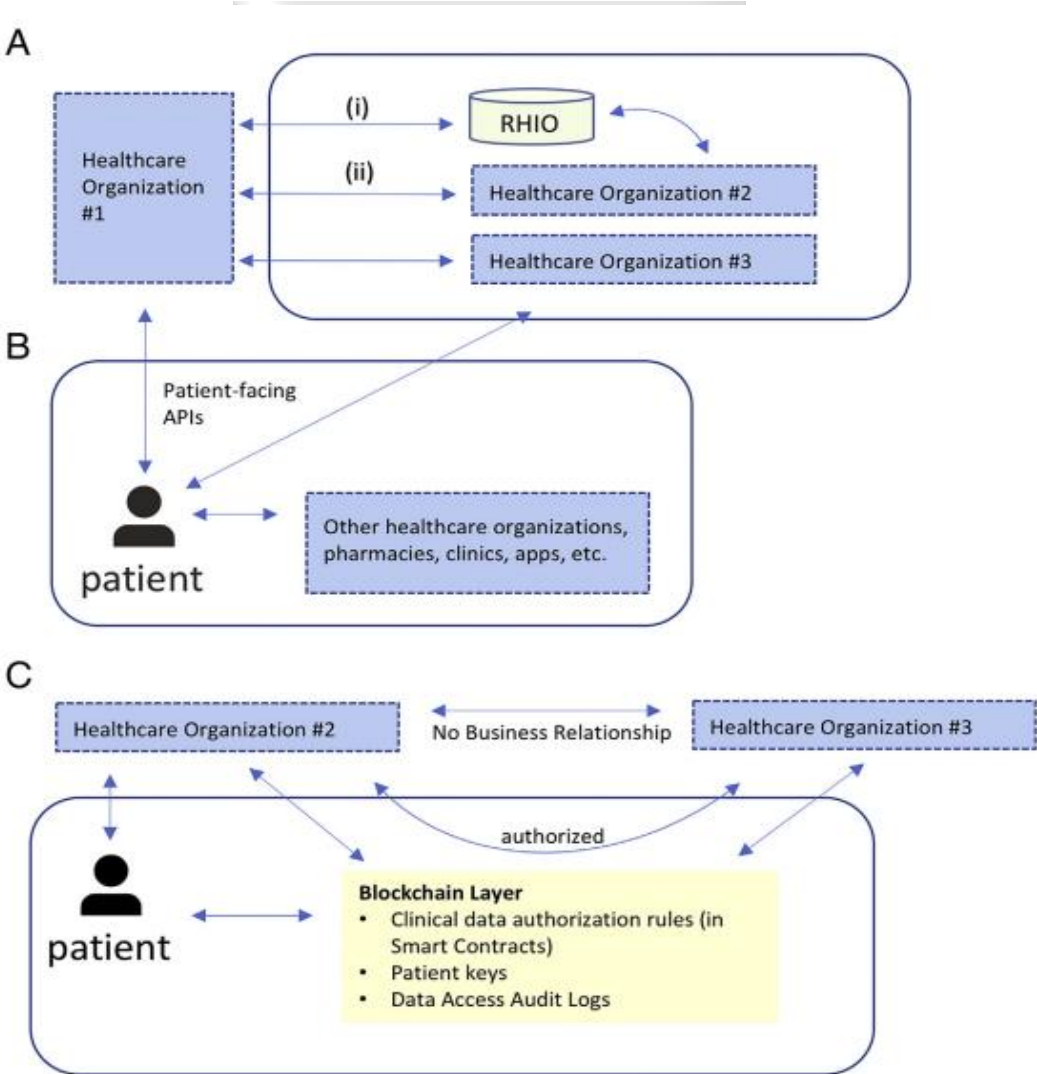 A
(i)
RHIO
Healthcare
Organization
#1
(ii)
Healthcare Organization #2
Healthcare Organization #3
B
Patient-facing
APIs
Other healthcare organizations,
pharmacies, clinics, apps, etc.
patient
C
Healthcare Organization #2
No Business Relationship
Healthcare Organization #3
authorized
patient
Blockchain Layer
• Clinical data authorization rules (in
Smart Contracts)
• Patient keys
• Data Access Audit Logs